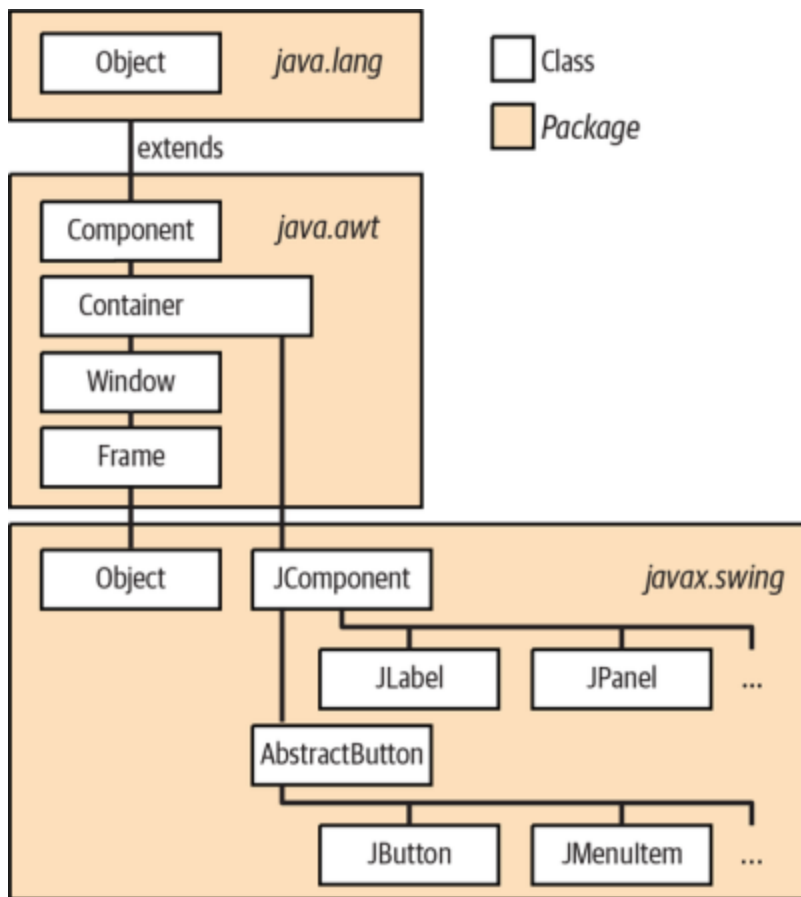 Object
java.lang
Class
Package
extends
Component
java.awt
Container
Window
Frame
Object
JComponent
javax.swing
JLabel
JPanel
...
AbstractButton
JButton
JMenuItem
...